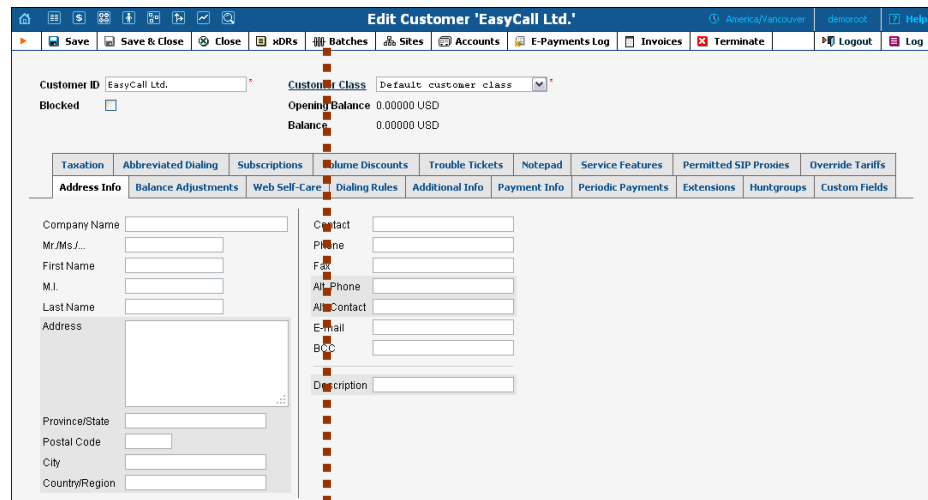 Edit Customer 'EasyCall Ltd.' America/Vancouver demoroot ? Help
Save Save & Close Close xDRs Batches Sites Accounts E-Payments Log Invoices Terminate Logout Log
Customer ID EasyCall Ltd. * Customer Class Default customer class *
Blocked Opening Balance 0.00000 USD
Balance 0.00000 USD
Taxation Abbreviated Dialing Subscriptions Volume Discounts Trouble Tickets Notepad Service Features Permitted SIP Proxies Override Tariffs
Address Info Balance Adjustments Web Self-Care Dialing Rules Additional Info Payment Info Periodic Payments Extensions Huntgroups Custom Fields
Company Name Contact
Mr./Ms./... Phone
First Name Fax
M.I. Alt. Phone
Last Name Alt. Contact
Address E-mail
BCC
Description
Province/State
Postal Code
City
Country/Region